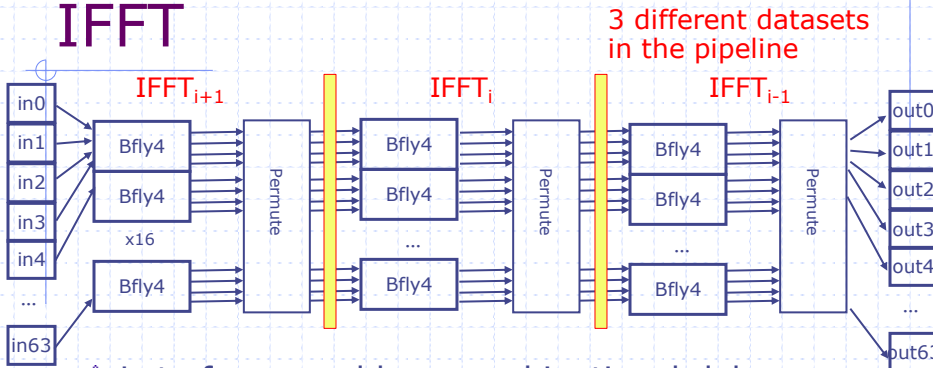 IFFT
3 different datasets
in the pipeline
IFFTi+1
IFFTi
IFFTi-1
in0
in1
in2
in3
in4
...
in63
Bfly4
Bfly4
x16
Bfly4
Permute
Bfly4
Bfly4
...
Bfly4
Permute
Bfly4
Bfly4
...
Bfly4
Permute
out0
out1
out2
out3
out4
...
out63